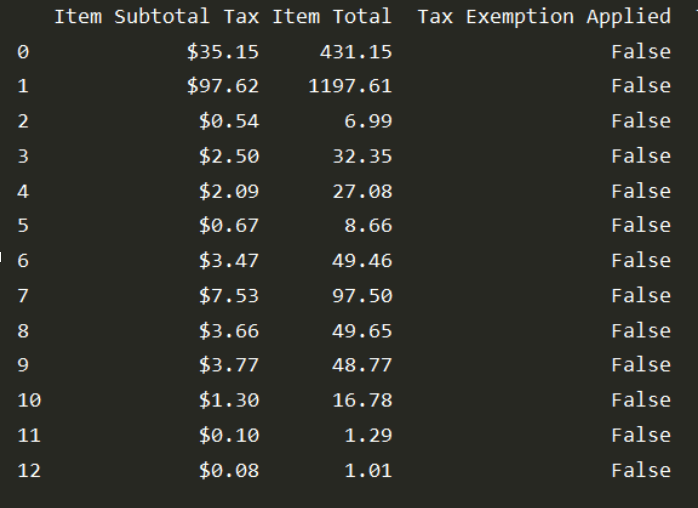 Item Subtotal Tax Item Total  Tax Exemption Applied
0 $35.15 431.15 False
1 $97.62 1197.61 False
2 $0.54 6.99 False
3 $2.50 32.35 False
4 $2.09 27.08 False
5 $0.67 8.66 False
6 $3.47 49.46 False
7 $7.53 97.50 False
8 $3.66 49.65 False
9 $3.77 48.77 False
10 $1.30 16.78 False
11 $0.10 1.29 False
12 $0.08 1.01 False